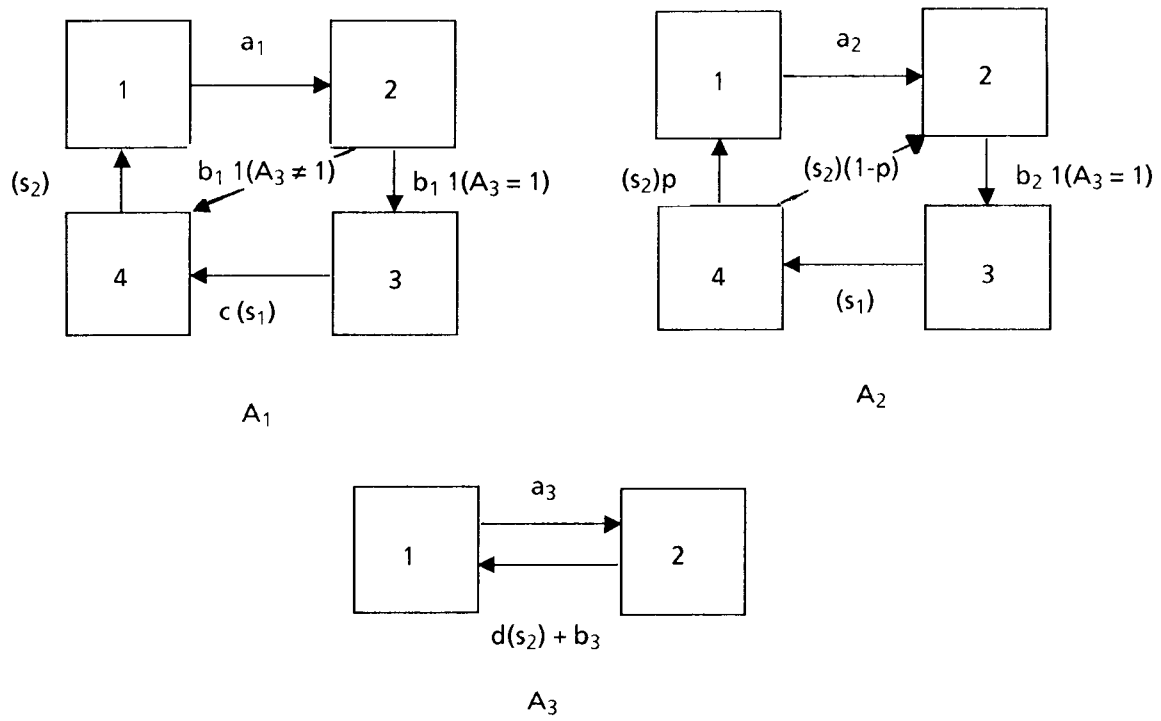 a₁
1
2
(s₂)
b₁ 1(A₃ ≠ 1)
b₁ 1(A₃ = 1)
4
3
c (s₁)
A₁
a₂
1
2
(s₂)p
(s₂)(1-p)
b₂ 1(A₃ = 1)
4
3
(s₁)
A₂
a₃
1
2
d(s₂) + b₃
A₃